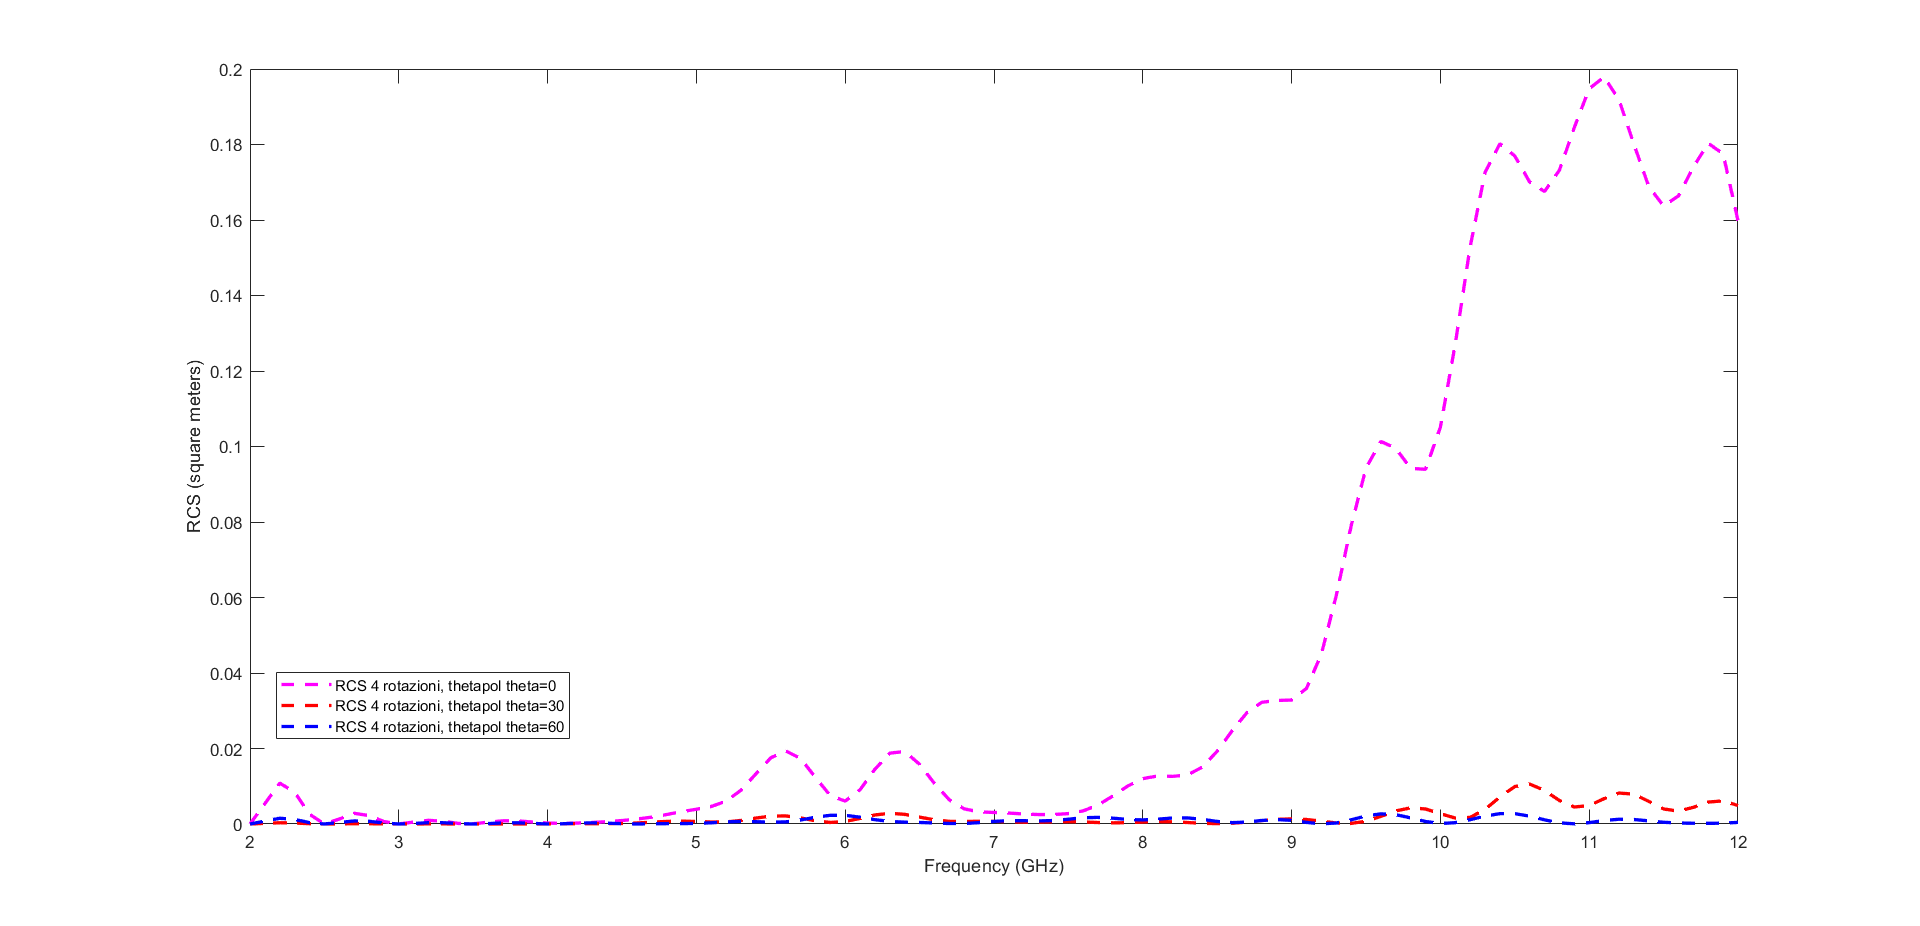 0.2
0.18
0.16
0.14
0.12
0.1
0.08
0.06
0.04
0.02
0
RCS (square meters)
RCS 4 rotazioni, thetapol theta=0
RCS 4 rotazioni, thetapol theta=30
RCS 4 rotazioni, thetapol theta=60
2 3 4 5 6 7 8 9 10 11 12
Frequency (GHz)